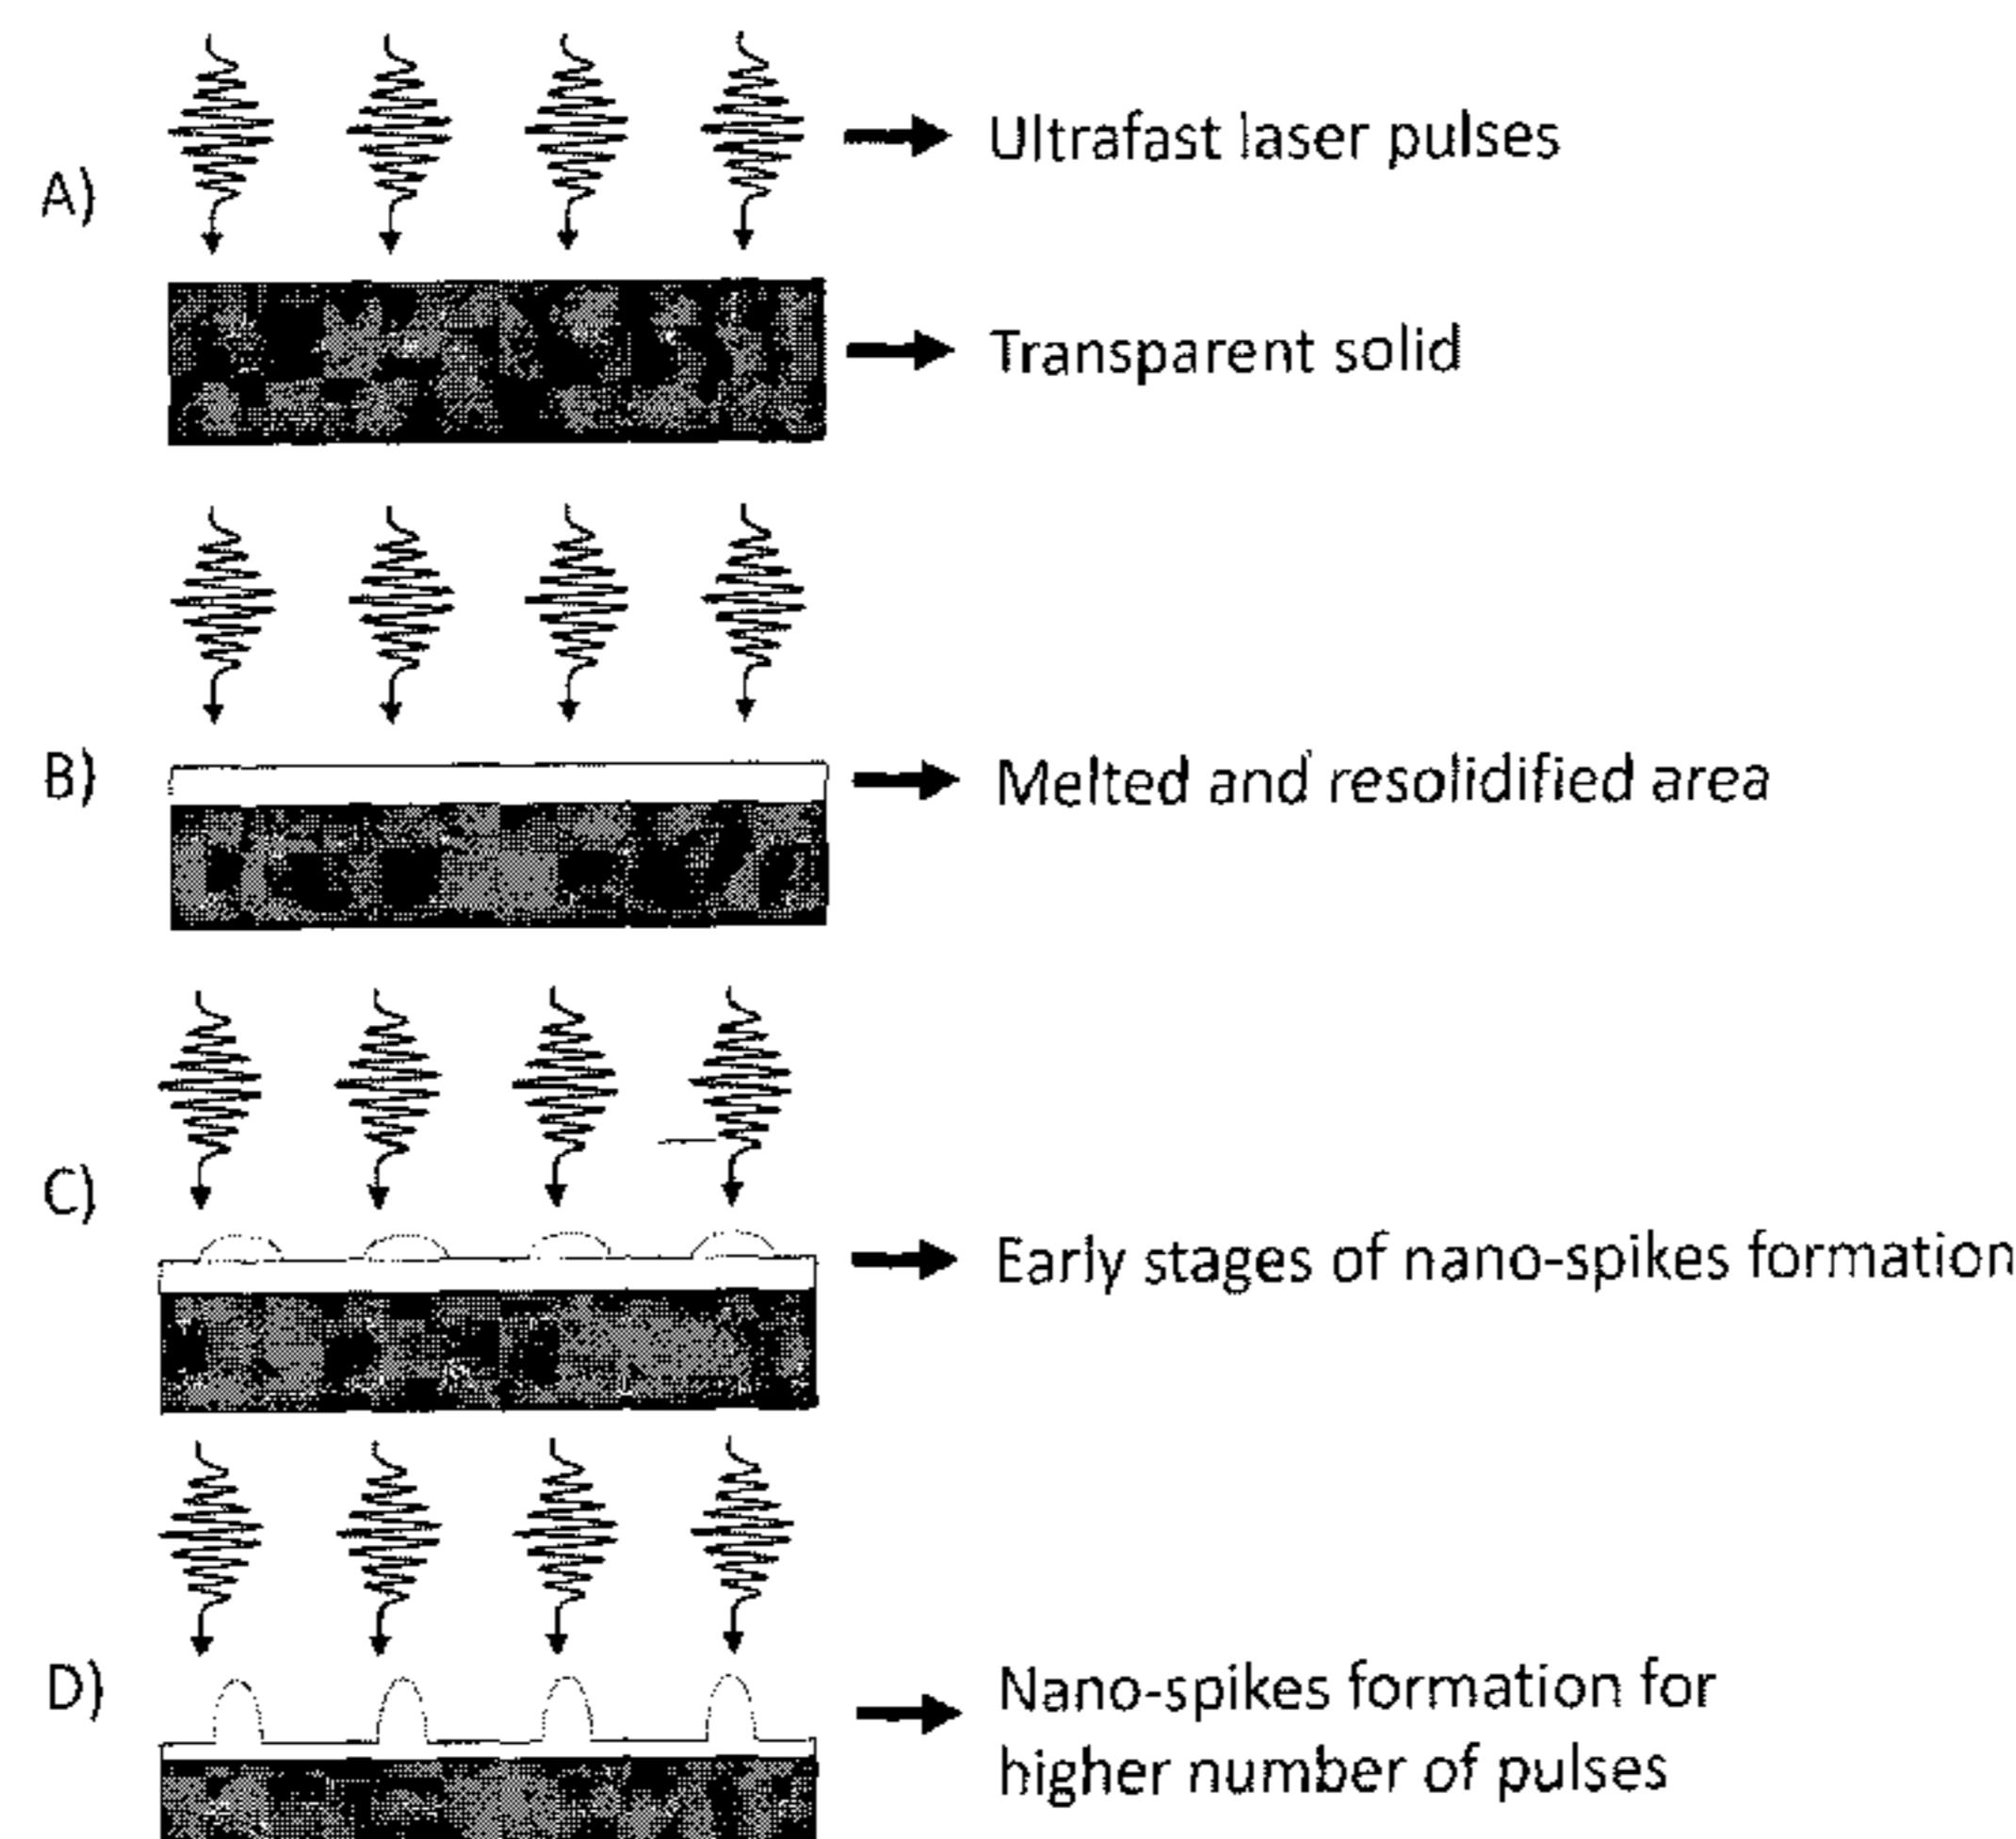 A)
Ultrafast laser pulses
Transparent solid
B)
Melted and resolidified area
C)
Early stages of nano-spikes formation
D)
Nano-spikes formation for
higher number of pulses